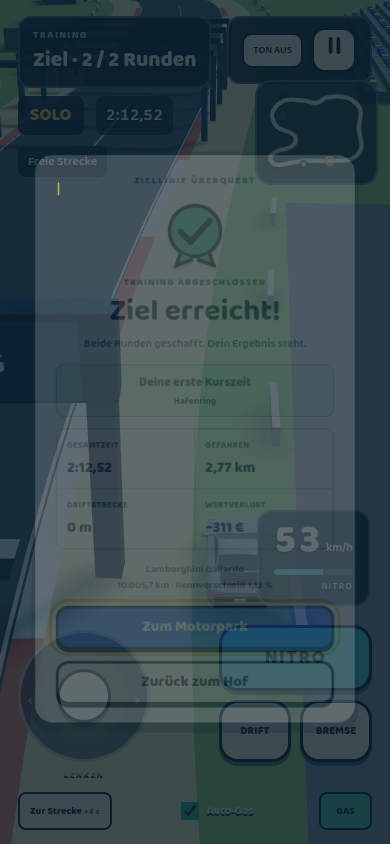 TRAINING
Ziel · 2 / 2 Runden
TON AUS
SOLO
2:12,52
Freie Strecke
ZIELLINIE ÜBERQUERT
TRAINING ABGESCHLOSSEN
Ziel erreicht!
Beide Runden geschafft. Dein Ergebnis steht.
Deine erste Kurszeit
Hafenring
GESAMTZEIT
2:12,52
GEFAHREN
2,77 km
DRIFTSTRECKE
0 m
WERTVERLUST
−311 €
53 km/h
NITRO
Lamborghini Gallardo
10.005,7 km · Rennverschleiß 1,13 %
Zum Motorpark
NITRO
Zurück zum Hof
DRIFT
BREMSE
LENKEN
Zur Strecke +4 s
Auto-Gas
GAS